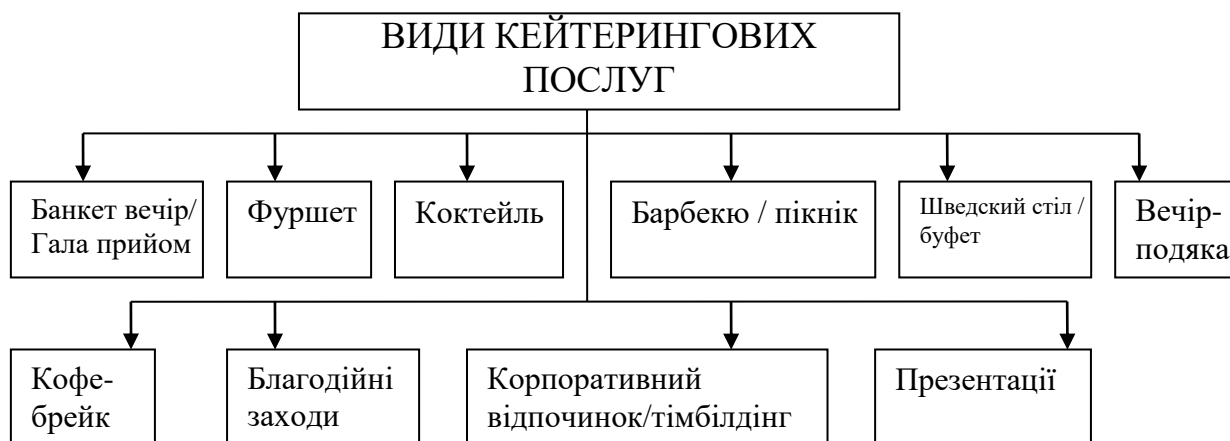 ВИДИ КЕЙТЕРИНГОВИХ
ПОСЛУГ
Банкет вечір/
Гала прийом
Фуршет
Коктейль
Барбекю / пікнік
Шведский стіл /
буфет
Вечір-
подяка
Кофе-
брейк
Благодійні
заходи
Корпоративний
відпочинок/тімбілдінг
Презентації